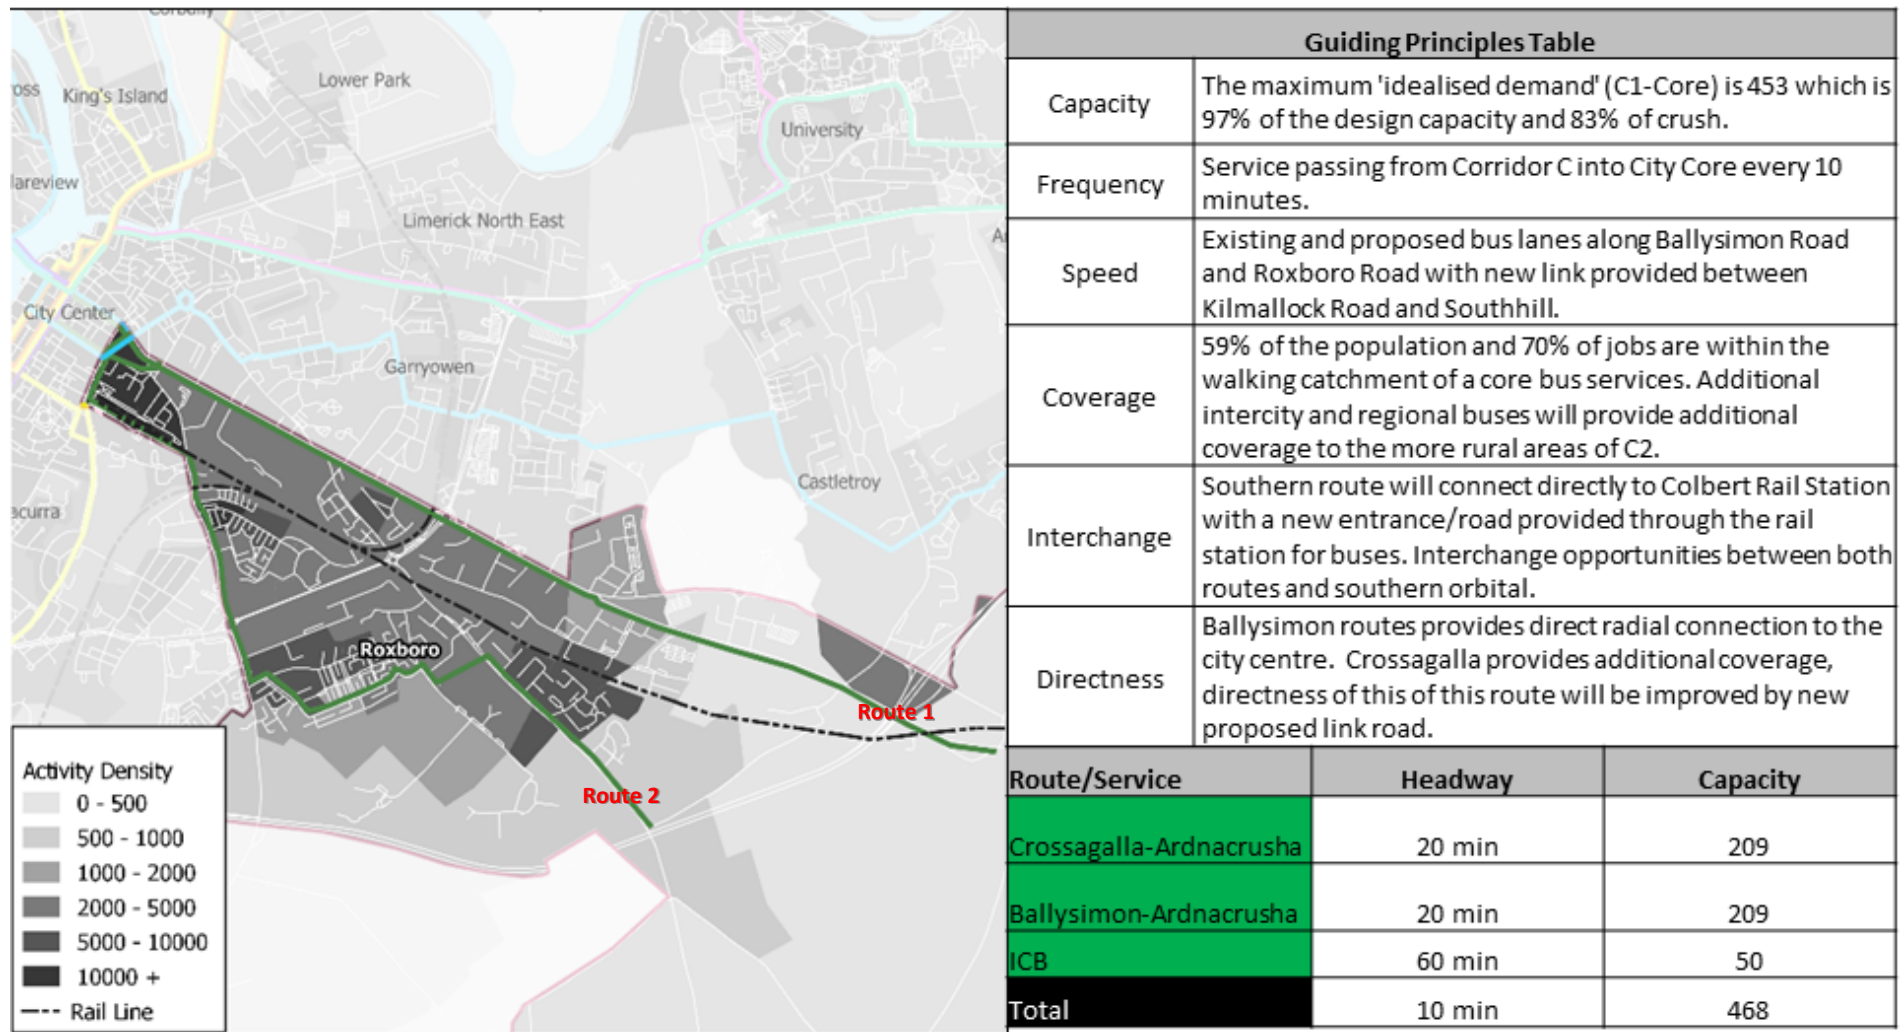 Corbally
Lower Park
King's Island
oss
University
lareview
Limerick North East
City Center
Garryowen
Castletroy
acurra
Roxboro
Route 1
Route 2
Activity Density
0 - 500
500 - 1000
1000 - 2000
2000 - 5000
5000 - 10000
10000 +
Rail Line
Guiding Principles Table
Capacity
The maximum 'idealised demand' (C1-Core) is 453 which is
97% of the design capacity and 83% of crush.
Frequency
Service passing from Corridor C into City Core every 10
minutes.
Speed
Existing and proposed bus lanes along Ballysimon Road
and Roxboro Road with new link provided between
Kilmallock Road and Southhill.
Coverage
59% of the population and 70% of jobs are within the
walking catchment of a core bus services. Additional
intercity and regional buses will provide additional
coverage to the more rural areas of C2.
Interchange
Southern route will connect directly to Colbert Rail Station
with a new entrance/road provided through the rail
station for buses. Interchange opportunities between both
routes and southern orbital.
Directness
Ballysimon routes provides direct radial connection to the
city centre. Crossagalla provides additional coverage,
directness of this of this route will be improved by new
proposed link road.
Route/Service Headway Capacity
Crossagalla-Ardnacrusha 20 min 209
Ballysimon-Ardnacrusha 20 min 209
ICB 60 min 50
Total 10 min 468